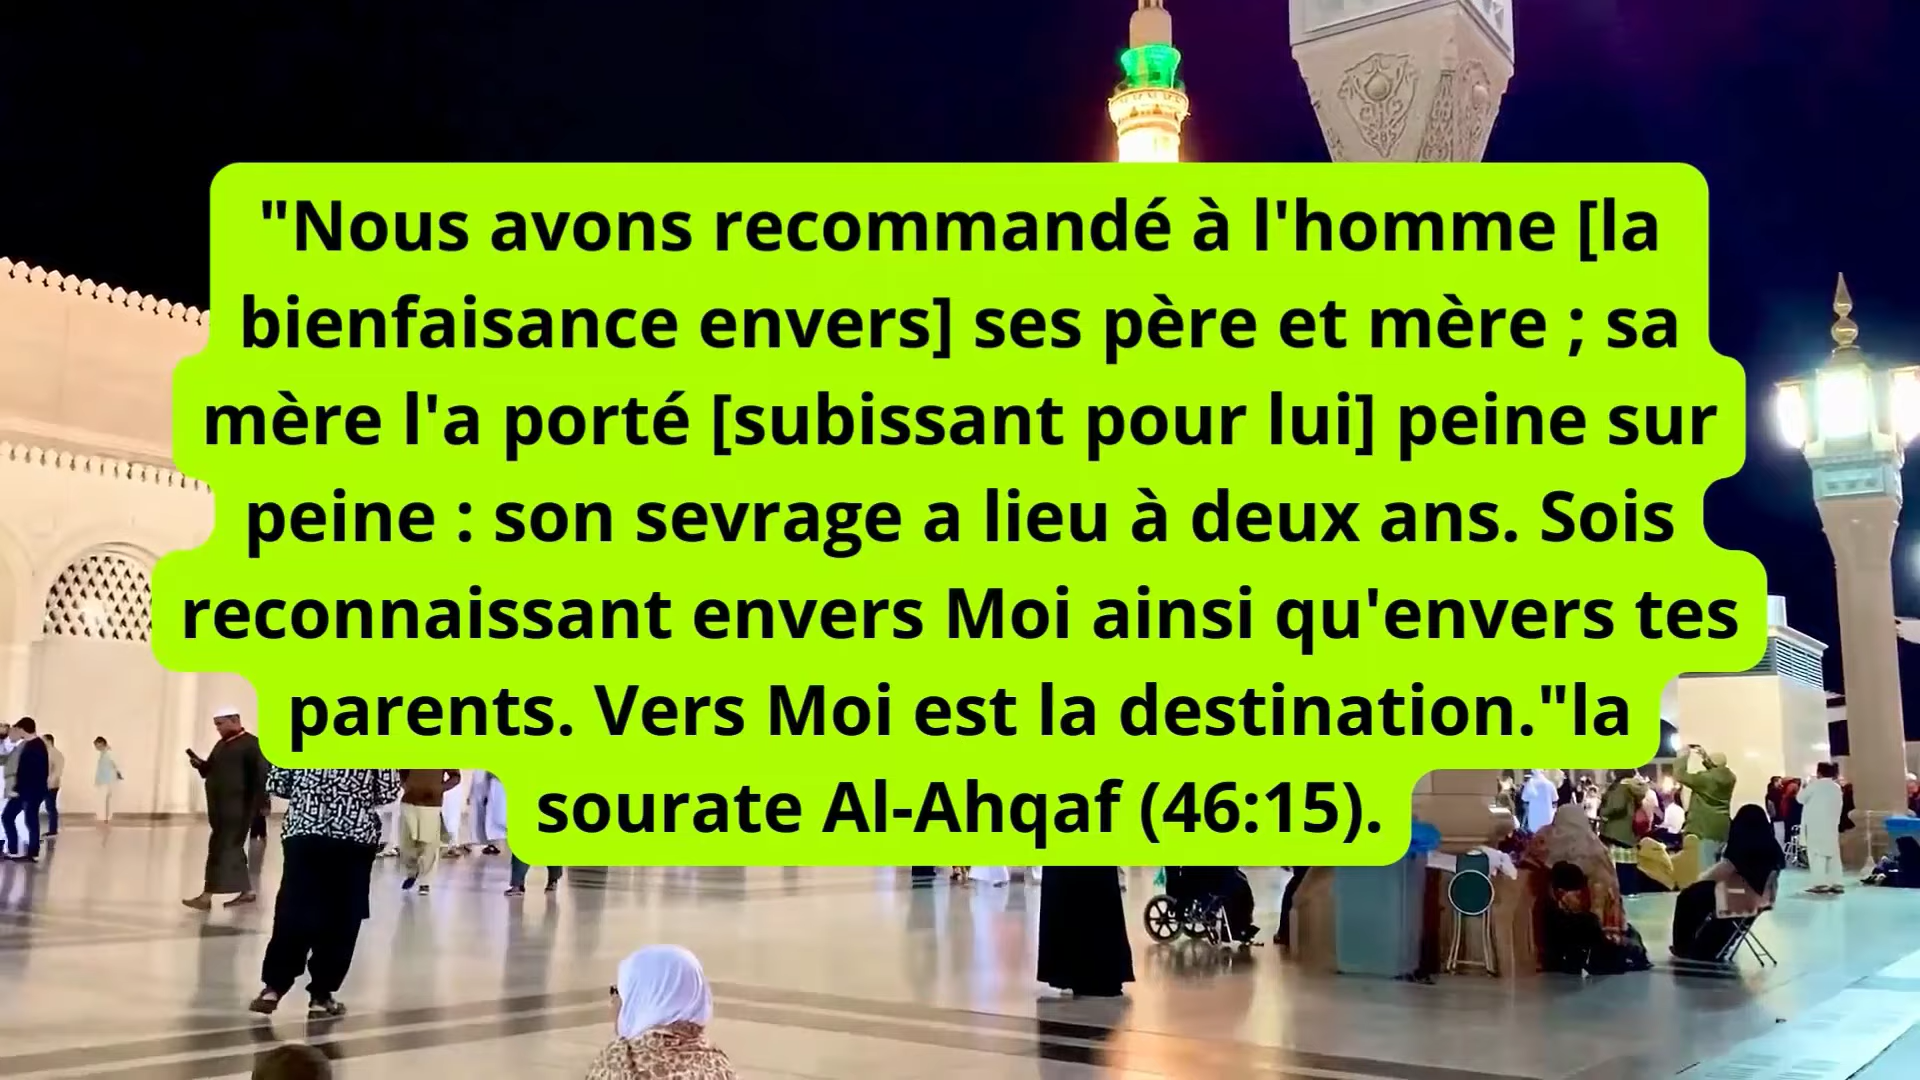 "Nous avons recommandé à l'homme [la
bienfaisance envers] ses père et mère ; sa
mère l'a porté [subissant pour lui] peine sur
peine : son sevrage a lieu à deux ans. Sois
reconnaissant envers Moi ainsi qu'envers tes
parents. Vers Moi est la destination."la
sourate Al-Ahqaf (46:15).